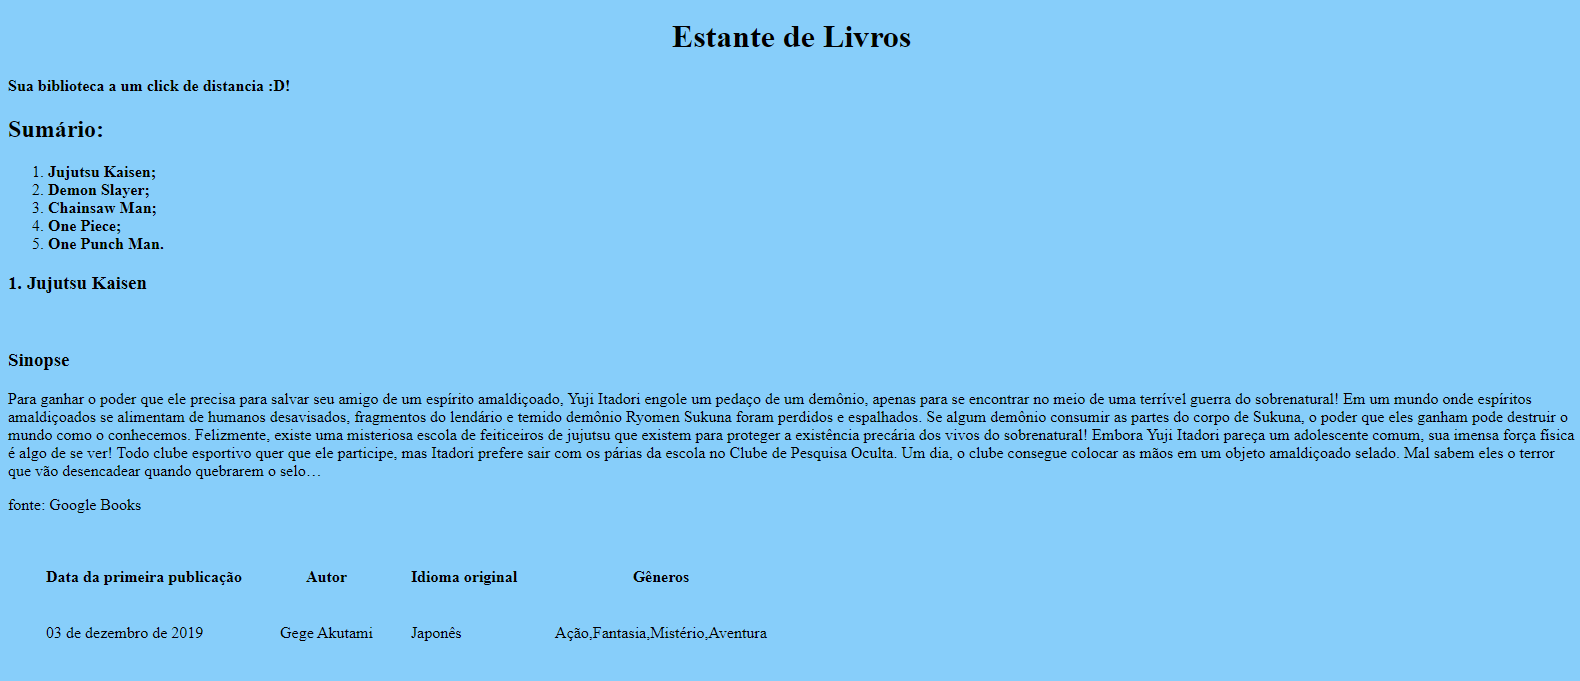 Estante de Livros
Sua biblioteca a um click de distancia :D!
Sumário:
1. Jujutsu Kaisen;
2. Demon Slayer;
3. Chainsaw Man;
4. One Piece;
5. One Punch Man.
1. Jujutsu Kaisen
Sinopse
Para ganhar o poder que ele precisa para salvar seu amigo de um espírito amaldiçoado, Yuji Itadori engole um pedaço de um demônio, apenas para se encontrar no meio de uma terrível guerra do sobrenatural! Em um mundo onde espíritos
amaldiçoados se alimentam de humanos desavisados, fragmentos do lendário e temido demônio Ryomen Sukuna foram perdidos e espalhados. Se algum demônio consumir as partes do corpo de Sukuna, o poder que eles ganham pode destruir o
mundo como o conhecemos. Felizmente, existe uma misteriosa escola de feiticeiros de jujutsu que existem para proteger a existência precária dos vivos do sobrenatural! Embora Yuji Itadori pareça um adolescente comum, sua imensa força física
é algo de se ver! Todo clube esportivo quer que ele participe, mas Itadori prefere sair com os párias da escola no Clube de Pesquisa Oculta. Um dia, o clube consegue colocar as mãos em um objeto amaldiçoado selado. Mal sabem eles o terror
que vão desencadear quando quebrarem o selo…
fonte: Google Books
Data da primeira publicação Autor Idioma original Gêneros
03 de dezembro de 2019 Gege Akutami Japonês Ação,Fantasia,Mistério,Aventura